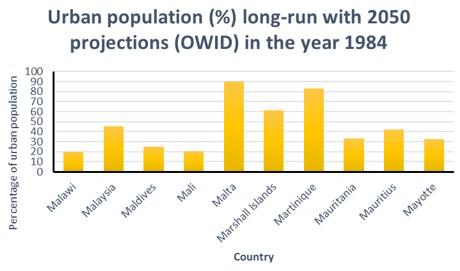 Urban population (%) long-run with 2050
projections (OWID) in the year 1984
Percentage of urban population
100
90
80
70
60
50
40
30
20
10
0
Malawi
Malaysia
Maldives
Mali
Malta
Marshall Islands
Martinique
Mauritania
Mauritius
Mayotte
Country